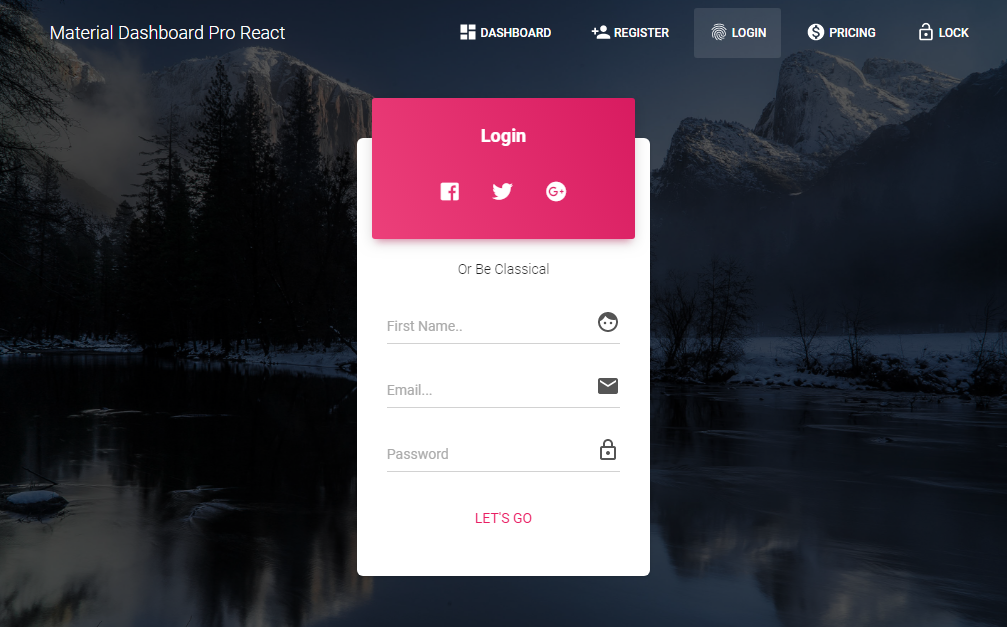 Material Dashboard Pro React
DASHBOARD
REGISTER
LOGIN
PRICING
LOCK
Login
Or Be Classical
First Name..
Email...
Password
LET'S GO